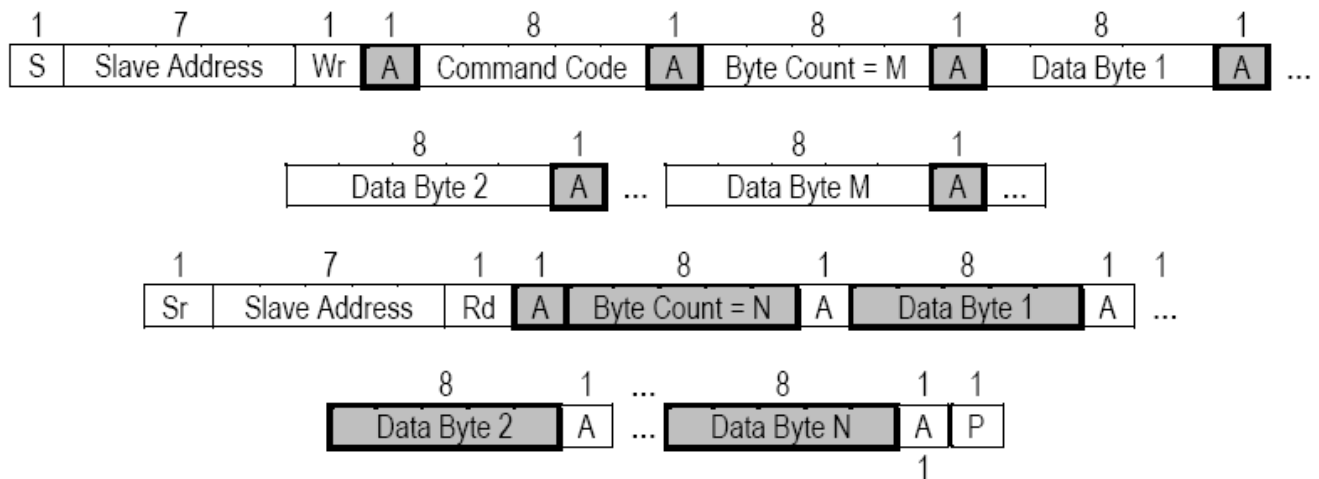 1 7 1 1 8 1 8 1 8 1
S Slave Address Wr A Command Code A Byte Count = M A Data Byte 1 A ...
8 1 8 1
Data Byte 2 A ... Data Byte M A ...
1 7 1 1 8 1 8 1 1
Sr Slave Address Rd A Byte Count = N A Data Byte 1 A ...
8 1 ... 8 1 1
Data Byte 2 A ... Data Byte N A P
1